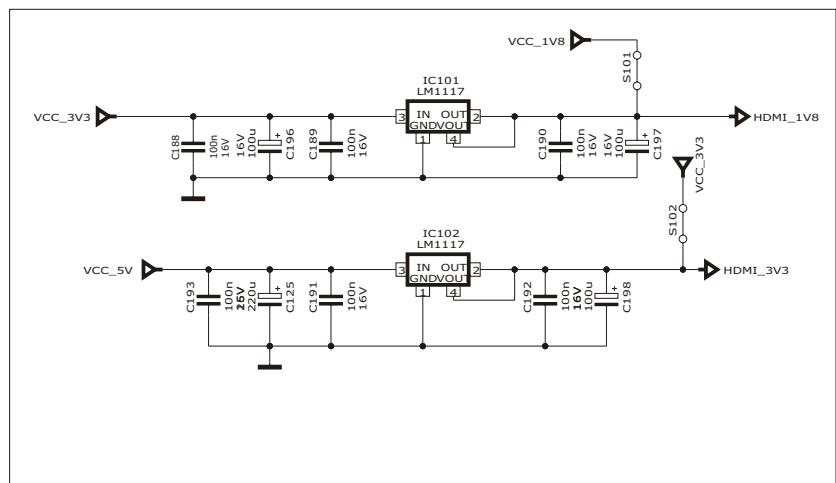 VCC_1V8
S101
IC101
LM1117
VCC_3V3
3 IN OUT 2
GNDVOUT
1 4
HDMI_1V8
C188
100n
16V
16V
100u
C196
C189
100n
16V
C190
100n
16V
16V
100u
C197
VCC_3V3
S102
IC102
LM1117
VCC_5V
3 IN OUT 2
GNDVOUT
1 4
HDMI_3V3
C193
100n
16V
220u
C125
C191
100n
16V
C192
100n
16V
100u
C198